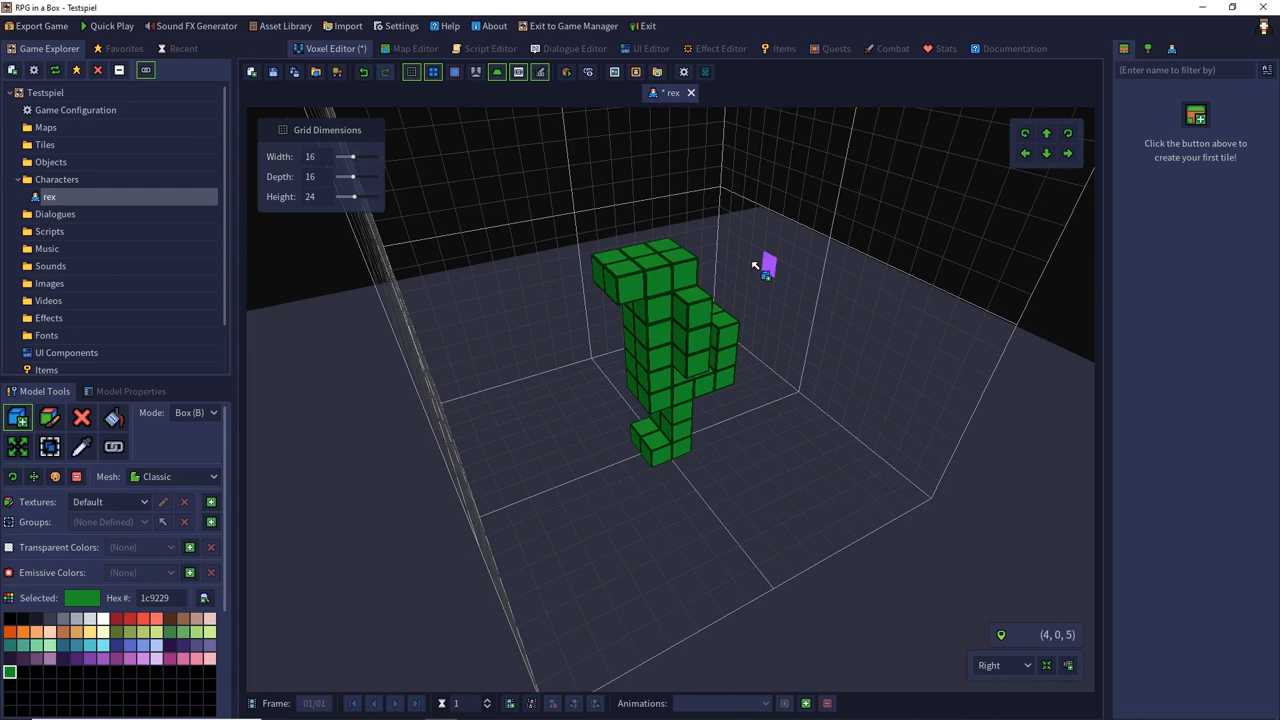 RPG in a Box - Testspiel
Export Game Quick Play Sound FX Generator Asset Library Import Settings Help About Exit to Game Manager Exit
Game Explorer Favorites Recent Voxel Editor (*) Map Editor Script Editor Dialogue Editor UI Editor Effect Editor Items Quests Combat Stats Documentation
(Enter name to filter by)
* rex
Testspiel
Game Configuration
Maps
Tiles
Objects
Characters
rex
Dialogues
Scripts
Music
Sounds
Images
Videos
Effects
Fonts
UI Components
Items
Grid Dimensions
Width: 16
Depth: 16
Height: 24
Click the button above to
create your first tile!
Model Tools Model Properties
Mode: Box (B)
Mesh: Classic
Textures: Default
Groups: (None Defined)
Transparent Colors: (None)
Emissive Colors: (None)
Selected: Hex #: 1c9229
(4, 0, 5)
Right
Frame: 01/01 1 Animations: